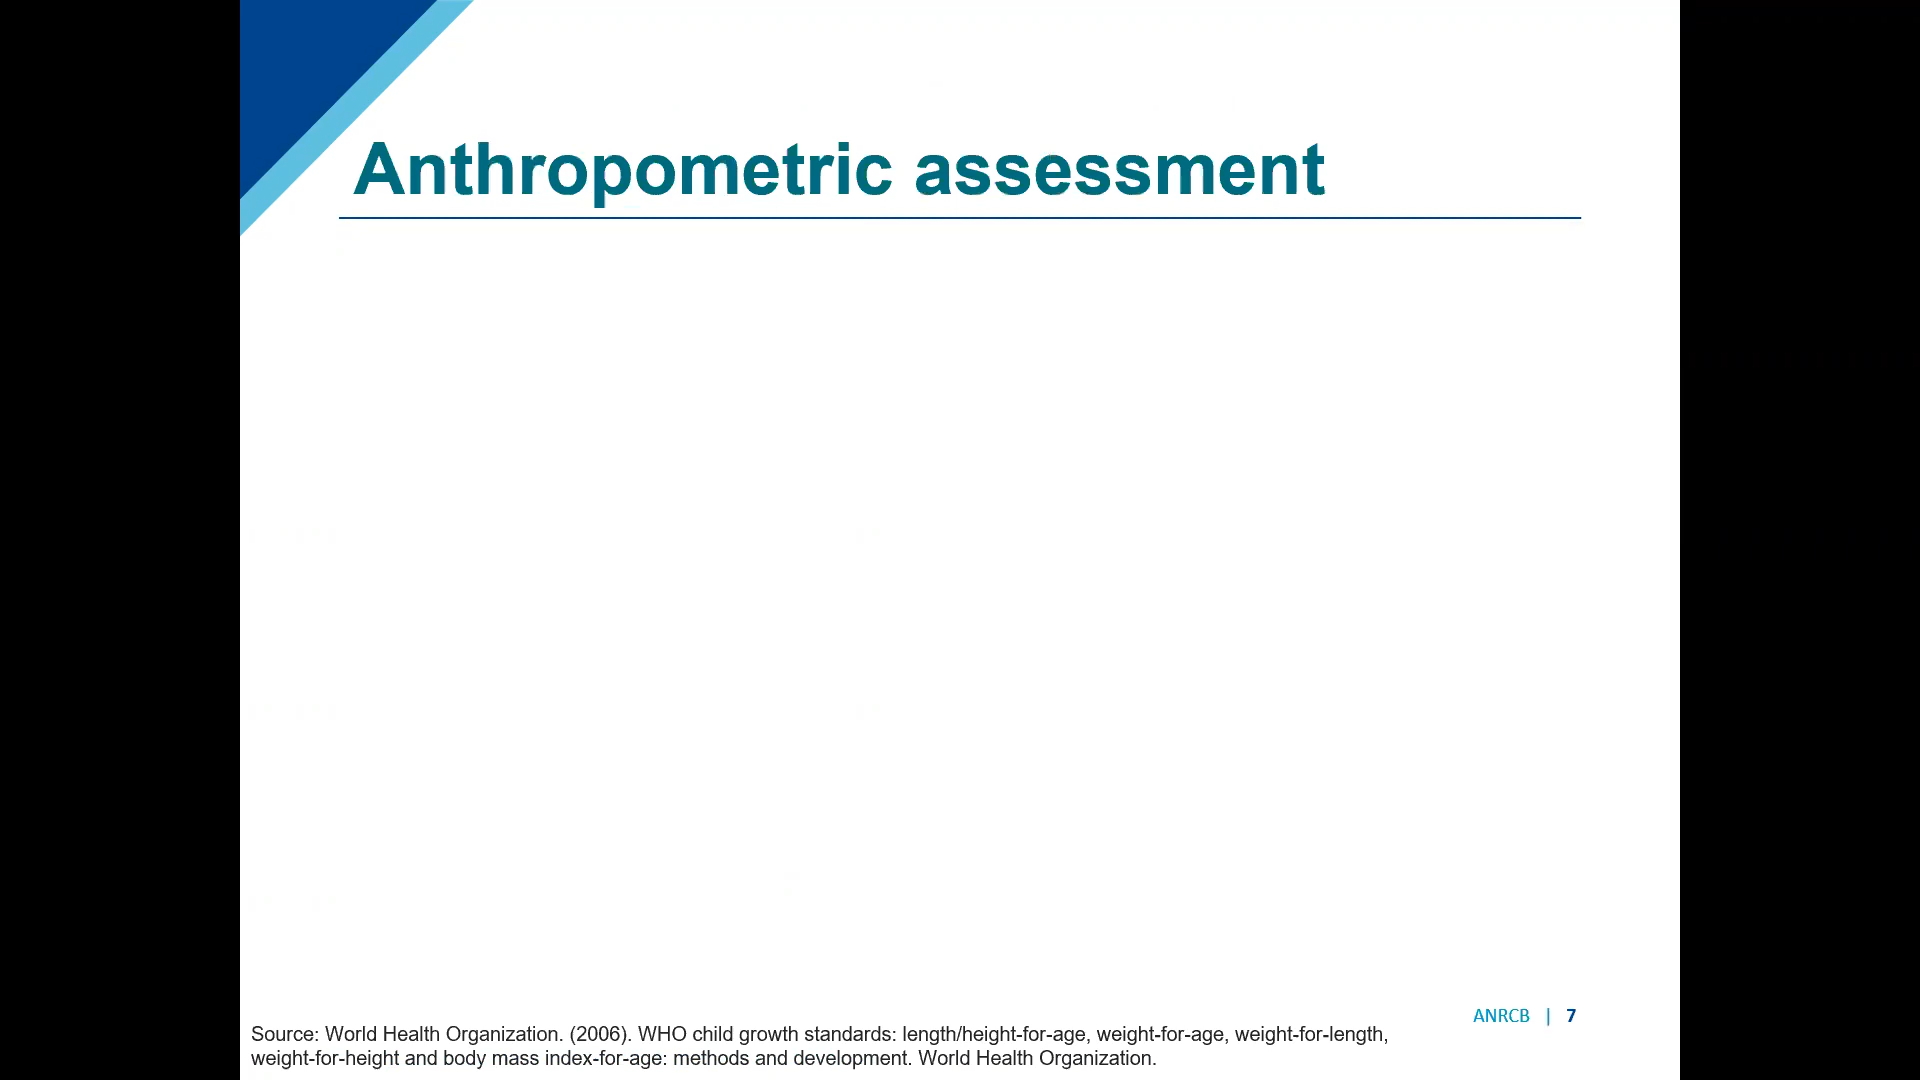 Anthropometric assessment
ANRCB | 7
Source: World Health Organization. (2006). WHO child growth standards: length/height-for-age, weight-for-age, weight-for-length,
weight-for-height and body mass index-for-age: methods and development. World Health Organization.